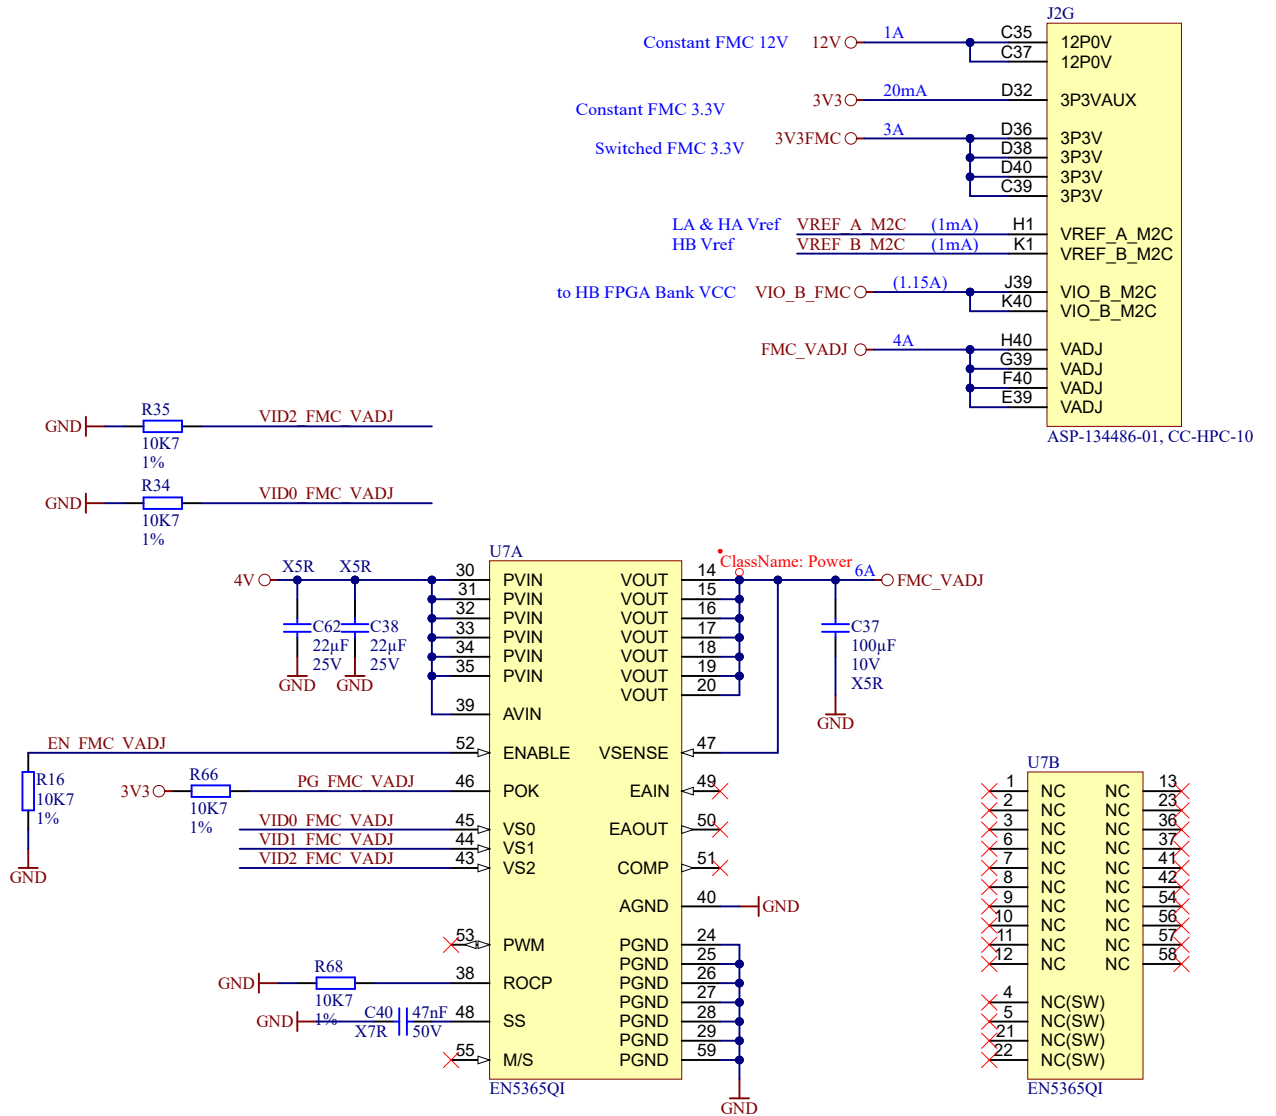 J2G
Constant FMC 12V 12V 1A C35 12P0V
C37 12P0V
Constant FMC 3.3V 3V3 20mA D32 3P3VAUX
Switched FMC 3.3V 3V3FMC 3A D36 3P3V
D38 3P3V
D40 3P3V
C39 3P3V
LA & HA Vref VREF_A_M2C (1mA) H1 VREF_A_M2C
HB Vref VREF_B_M2C (1mA) K1 VREF_B_M2C
to HB FPGA Bank VCC VIO_B_FMC (1.15A) J39 VIO_B_M2C
K40 VIO_B_M2C
FMC_VADJ 4A H40 VADJ
G39 VADJ
F40 VADJ
E39 VADJ
ASP-134486-01, CC-HPC-10
GND R35 VID2_FMC_VADJ
10K7
1%
GND R34 VID0_FMC_VADJ
10K7
1%
U7A
4V X5R X5R
C62 C38
22µF 22µF
25V 25V
GND GND
30 PVIN VOUT 14
31 PVIN VOUT 15
32 PVIN VOUT 16
33 PVIN VOUT 17
34 PVIN VOUT 18
35 PVIN VOUT 19
VOUT 20
39 AVIN
ClassName: Power
6A FMC_VADJ
C37
100µF
10V
X5R
GND
EN_FMC_VADJ 52 ENABLE VSENSE 47
R16
10K7
1%
GND
3V3 R66 PG_FMC_VADJ 46 POK EAIN 49
10K7
1%
VID0_FMC_VADJ 45 VS0 EAOUT 50
VID1_FMC_VADJ 44 VS1
VID2_FMC_VADJ 43 VS2 COMP 51
AGND 40 GND
53 PWM PGND 24
PGND 25
GND R68 38 ROCP PGND 26
10K7
1%
PGND 27
GND C40 47nF 48 SS PGND 28
X7R 50V
PGND 29
55 M/S PGND 59
EN5365QI
GND
U7B
1 NC NC 13
2 NC NC 23
3 NC NC 36
6 NC NC 37
7 NC NC 41
8 NC NC 42
9 NC NC 54
10 NC NC 56
11 NC NC 57
12 NC NC 58
4 NC(SW)
5 NC(SW)
21 NC(SW)
22 NC(SW)
EN5365QI